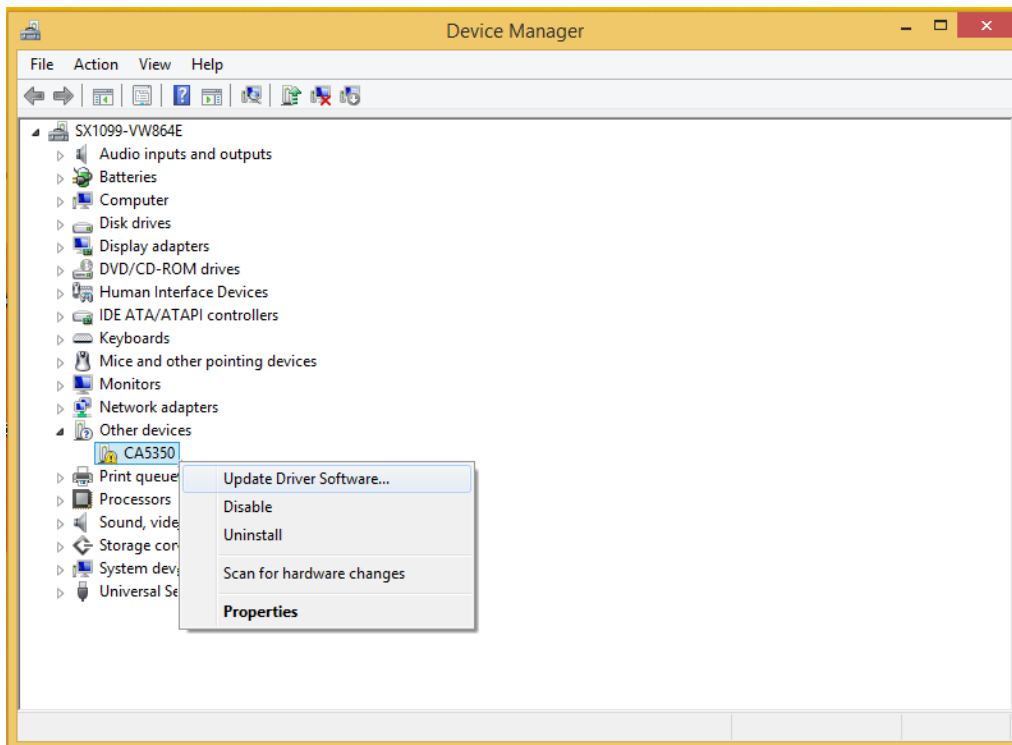 Device Manager
File Action View Help
SX1099-VW864E
Audio inputs and outputs
Batteries
Computer
Disk drives
Display adapters
DVD/CD-ROM drives
Human Interface Devices
IDE ATA/ATAPI controllers
Keyboards
Mice and other pointing devices
Monitors
Network adapters
Other devices
CA5350
Print queue
Processors
Sound, vide
Storage con
System dev
Universal Se
Update Driver Software...
Disable
Uninstall
Scan for hardware changes
Properties